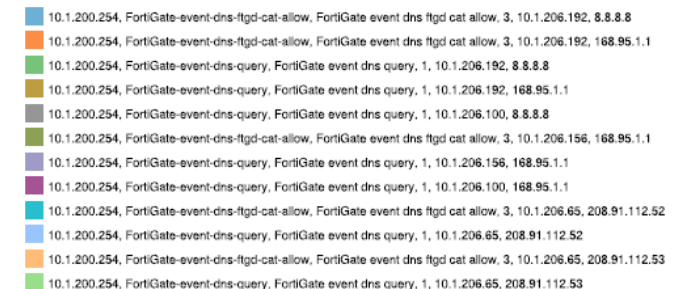 10.1.200.254, FortiGate-event-dns-ftgd-cat-allow, FortiGate event dns ftgd cat allow, 3, 10.1.206.192, 8.8.8.8
10.1.200.254, FortiGate-event-dns-ftgd-cat-allow, FortiGate event dns ftgd cat allow, 3, 10.1.206.192, 168.95.1.1
10.1.200.254, FortiGate-event-dns-query, FortiGate event dns query, 1, 10.1.206.192, 8.8.8.8
10.1.200.254, FortiGate-event-dns-query, FortiGate event dns query, 1, 10.1.206.192, 168.95.1.1
10.1.200.254, FortiGate-event-dns-query, FortiGate event dns query, 1, 10.1.206.100, 8.8.8.8
10.1.200.254, FortiGate-event-dns-ftgd-cat-allow, FortiGate event dns ftgd cat allow, 3, 10.1.206.156, 168.95.1.1
10.1.200.254, FortiGate-event-dns-query, FortiGate event dns query, 1, 10.1.206.156, 168.95.1.1
10.1.200.254, FortiGate-event-dns-query, FortiGate event dns query, 1, 10.1.206.100, 168.95.1.1
10.1.200.254, FortiGate-event-dns-ftgd-cat-allow, FortiGate event dns ftgd cat allow, 3, 10.1.206.65, 208.91.112.52
10.1.200.254, FortiGate-event-dns-query, FortiGate event dns query, 1, 10.1.206.65, 208.91.112.52
10.1.200.254, FortiGate-event-dns-ftgd-cat-allow, FortiGate event dns ftgd cat allow, 3, 10.1.206.65, 208.91.112.53
10.1.200.254, FortiGate-event-dns-query, FortiGate event dns query, 1, 10.1.206.65, 208.91.112.53